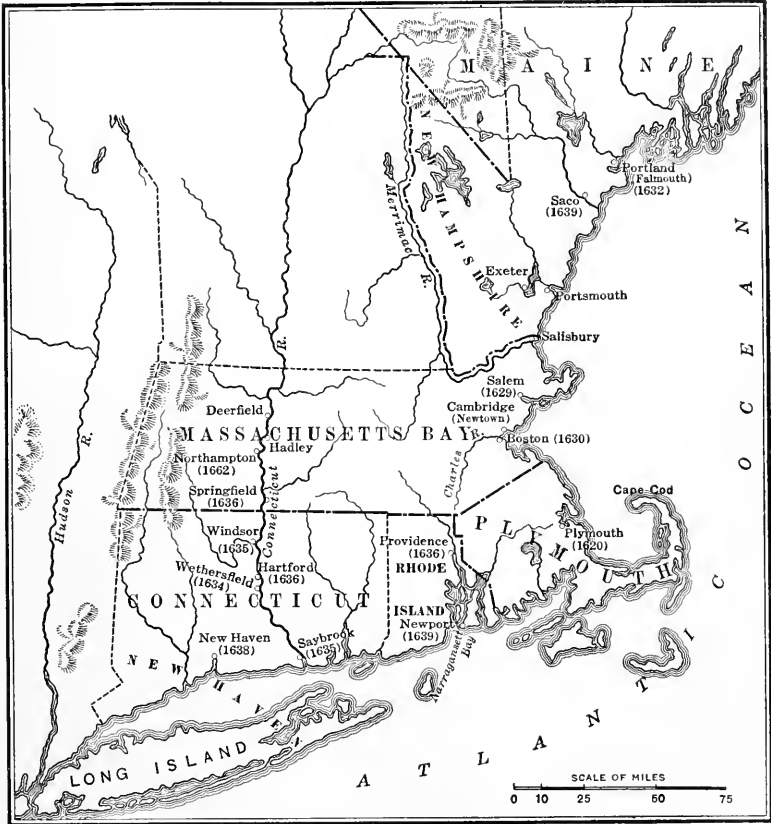 MAINE
NEW HAMPSHIRE
Merrimac R.
Portland
(Falmouth)
(1632)
Saco
(1639)
Exeter
Portsmouth
Salisbury
Salem
(1629)
Cambridge
(Newtown)
Boston (1630)
R.
Deerfield
MASSACHUSETTS BAY
Hadley
Northampton
(1662)
Springfield
(1636)
Connecticut
R.
Charles
R.
Hudson
Cape Cod
PLYMOUTH
Plymouth
(1620)
Windsor
(1635)
Providence
(1636)
RHODE
ISLAND
Hartford
(1636)
Wethersfield
(1634)
CONNECTICUT
Newport
(1639)
New Haven
(1638)
Saybrook
(1635)
Narragansett
Bay
NEW HAVEN
LONG ISLAND
ATLANTIC
OCEAN
SCALE OF MILES
0 10 25 50 75